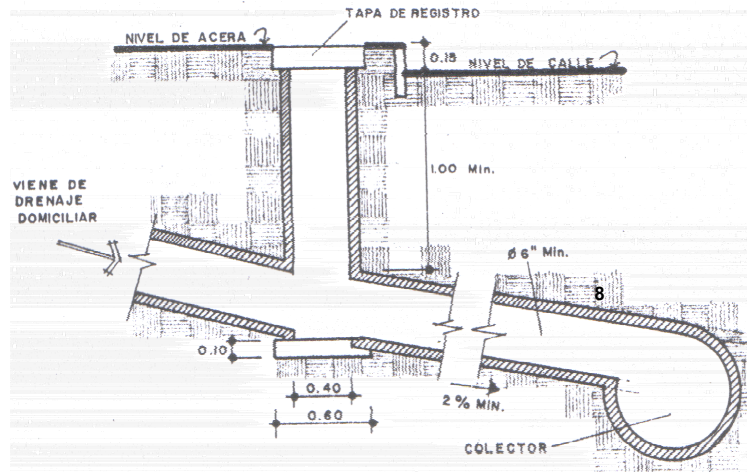 TAPA DE REGISTRO
NIVEL DE ACERA
0.15
NIVEL DE CALLE
1.00 Min.
VIENE DE
DRENAJE
DOMICILIAR
Ø 6" Min.
8
0.10
0.40
0.60
2% MIN.
COLECTOR